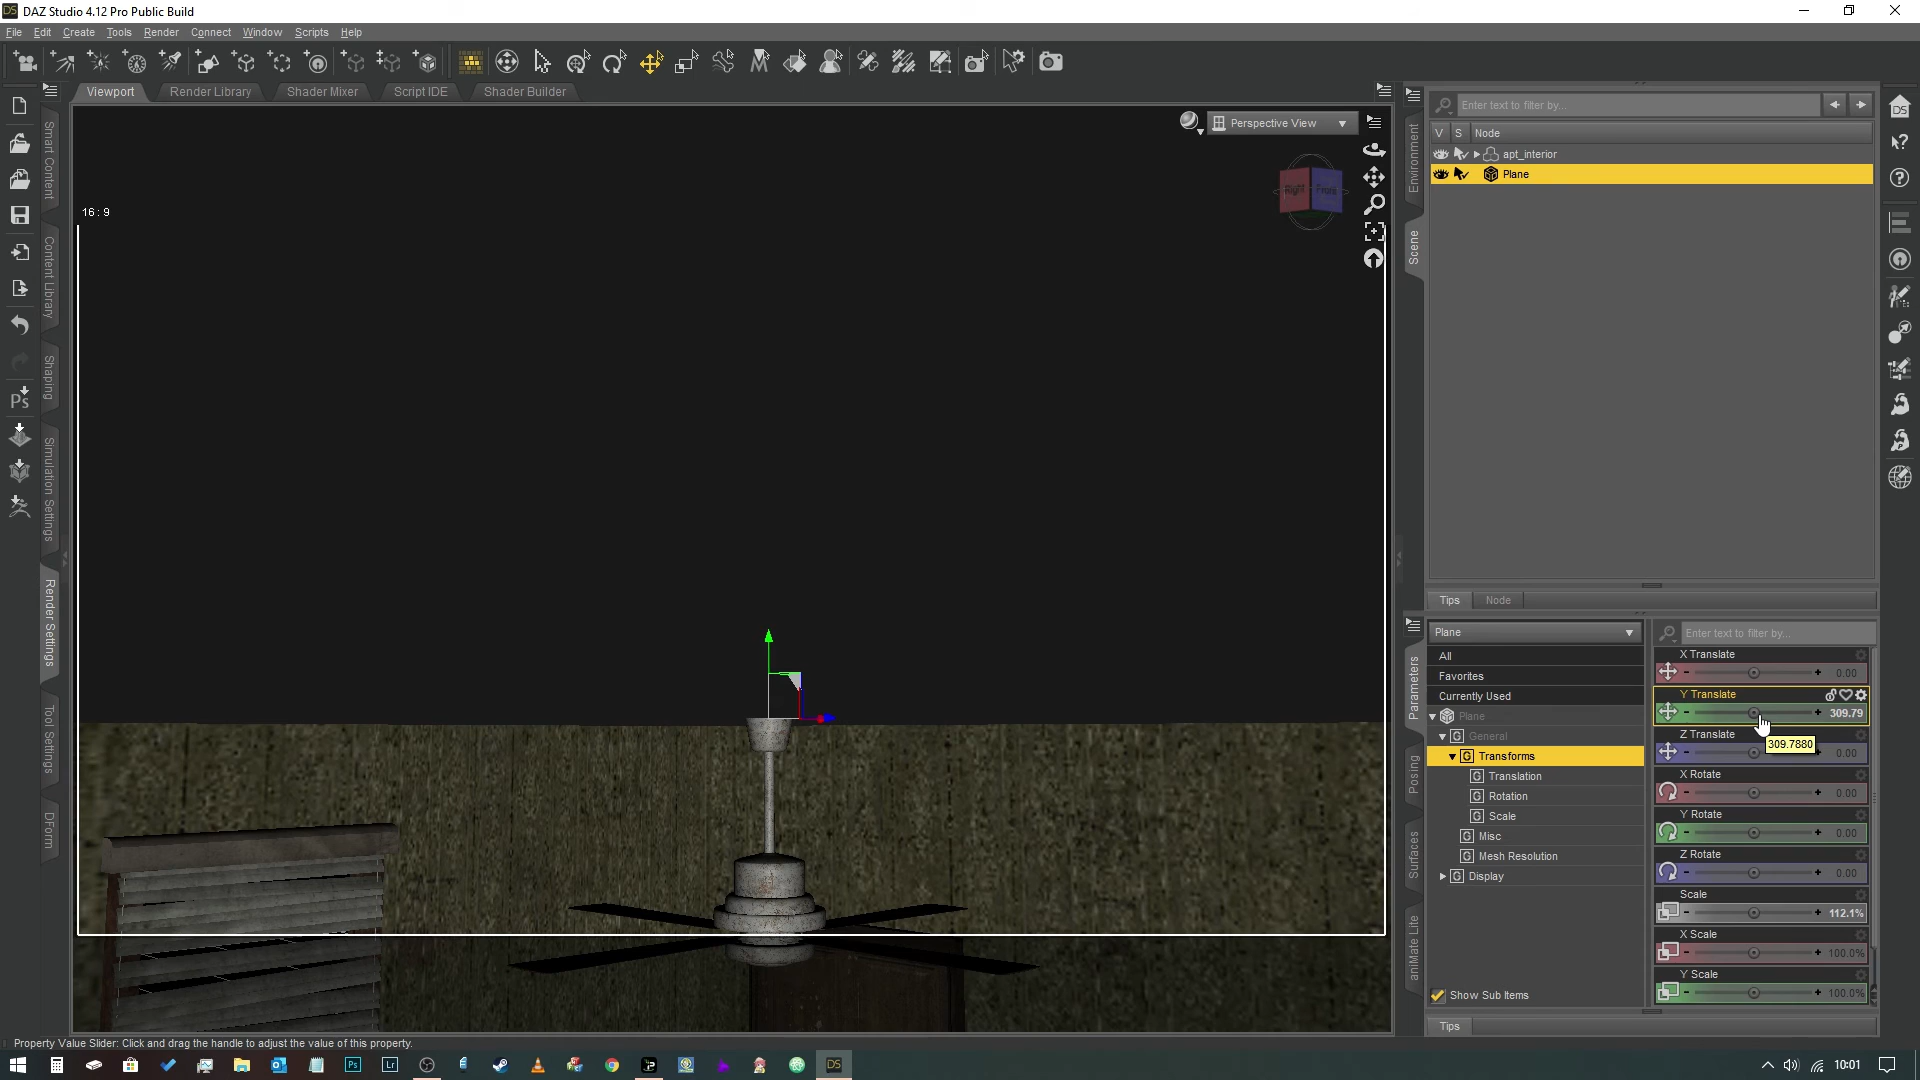 DAZ Studio 4.12 Pro Public Build
File Edit Create Tools Render Connect Window Scripts Help
Viewport Render Library Shader Mixer Script IDE Shader Builder
Perspective View
16 : 9
Right Front
Smart Content
Content Library
Shaping
Simulation Settings
Render Settings
Tool Settings
DForm
Environment
Scene
Enter text to filter by...
V S Node
apt_interior
Plane
Tips Node
Parameters
Posing
Surfaces
aniMate Lite
Plane
All
Favorites
Currently Used
Plane
General
Transforms
Translation
Rotation
Scale
Misc
Mesh Resolution
Display
Show Sub Items
Enter text to filter by...
X Translate
0.00
Y Translate
309.79
309.7880
Z Translate
0.00
X Rotate
0.00
Y Rotate
0.00
Z Rotate
0.00
Scale
112.1%
X Scale
100.0%
Y Scale
100.0%
Tips
Property Value Slider: Click and drag the handle to adjust the value of this property.
10:01